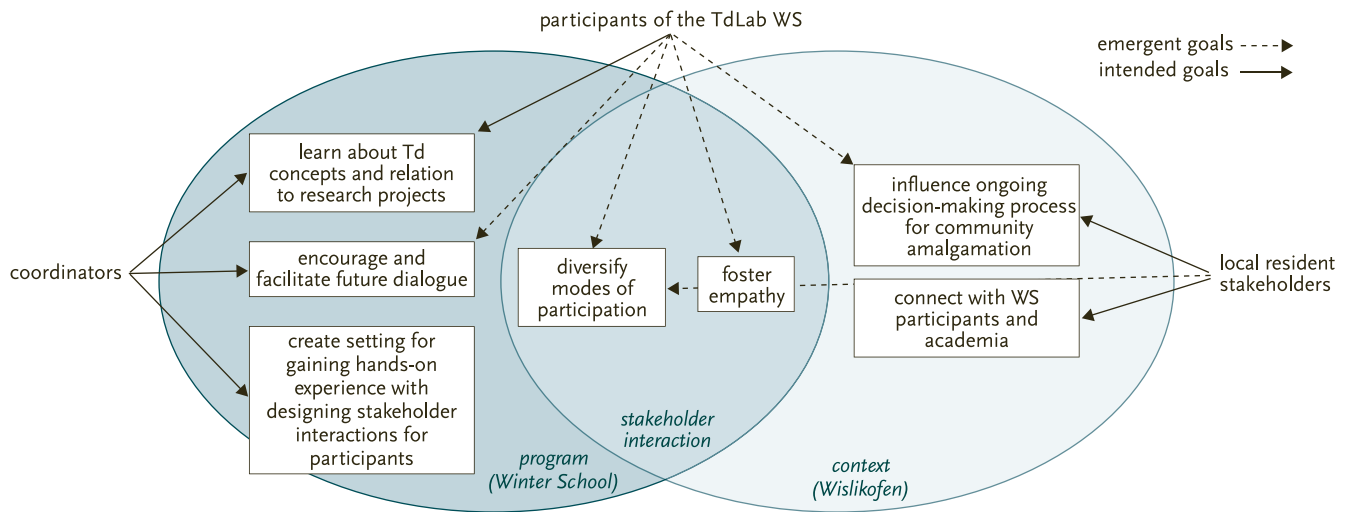 participants of the TdLab WS
emergent goals
intended goals
learn about Td
concepts and relation
to research projects
influence ongoing
decision-making process
for community
amalgamation
coordinators
encourage and
facilitate future dialogue
diversify
modes of
participation
foster
empathy
local resident
stakeholders
connect with WS
participants and
academia
create setting for
gaining hands-on
experience with
designing stakeholder
interactions for
participants
stakeholder
interaction
program
(Winter School)
context
(Wislikofen)